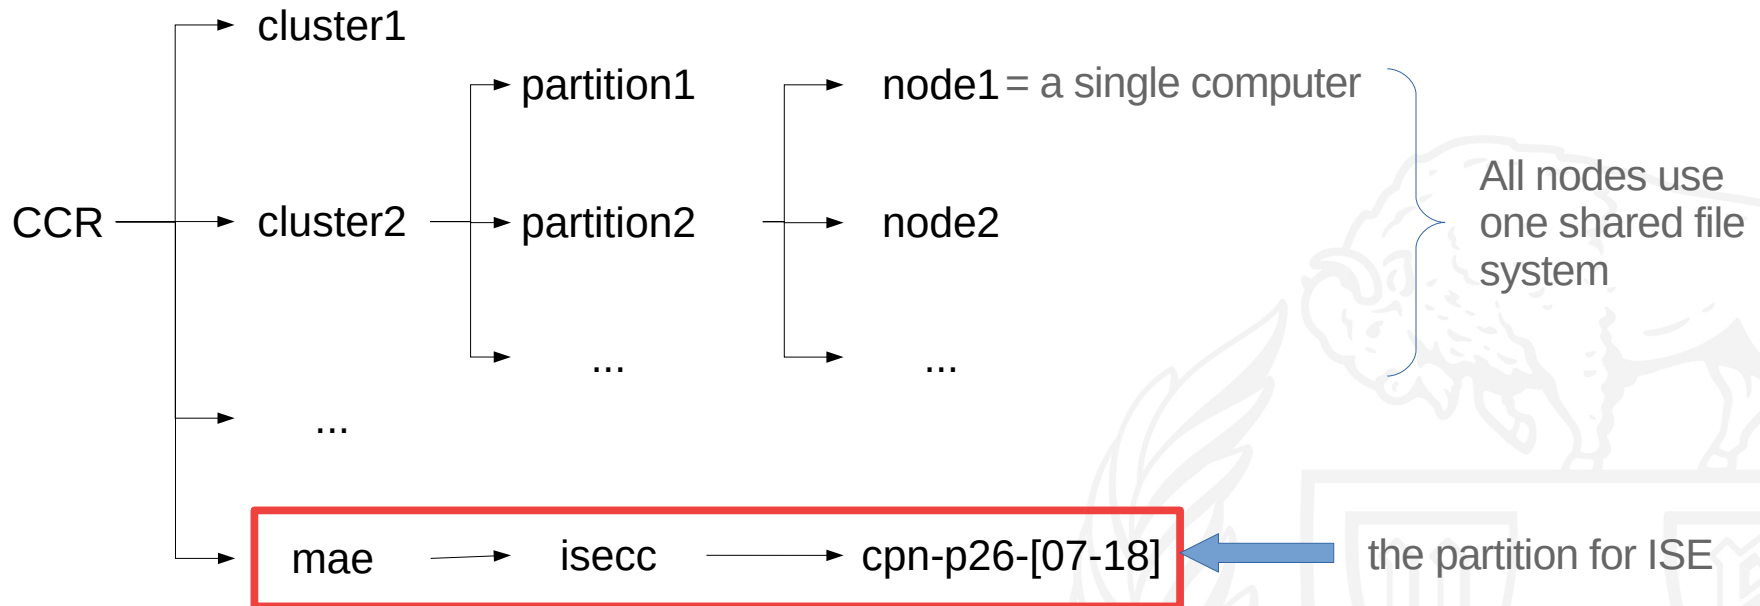 cluster1
partition1
node1 = a single computer
CCR
cluster2
partition2
node2
All nodes use
one shared file
system
...
...
...
mae
isecc
cpn-p26-[07-18]
the partition for ISE